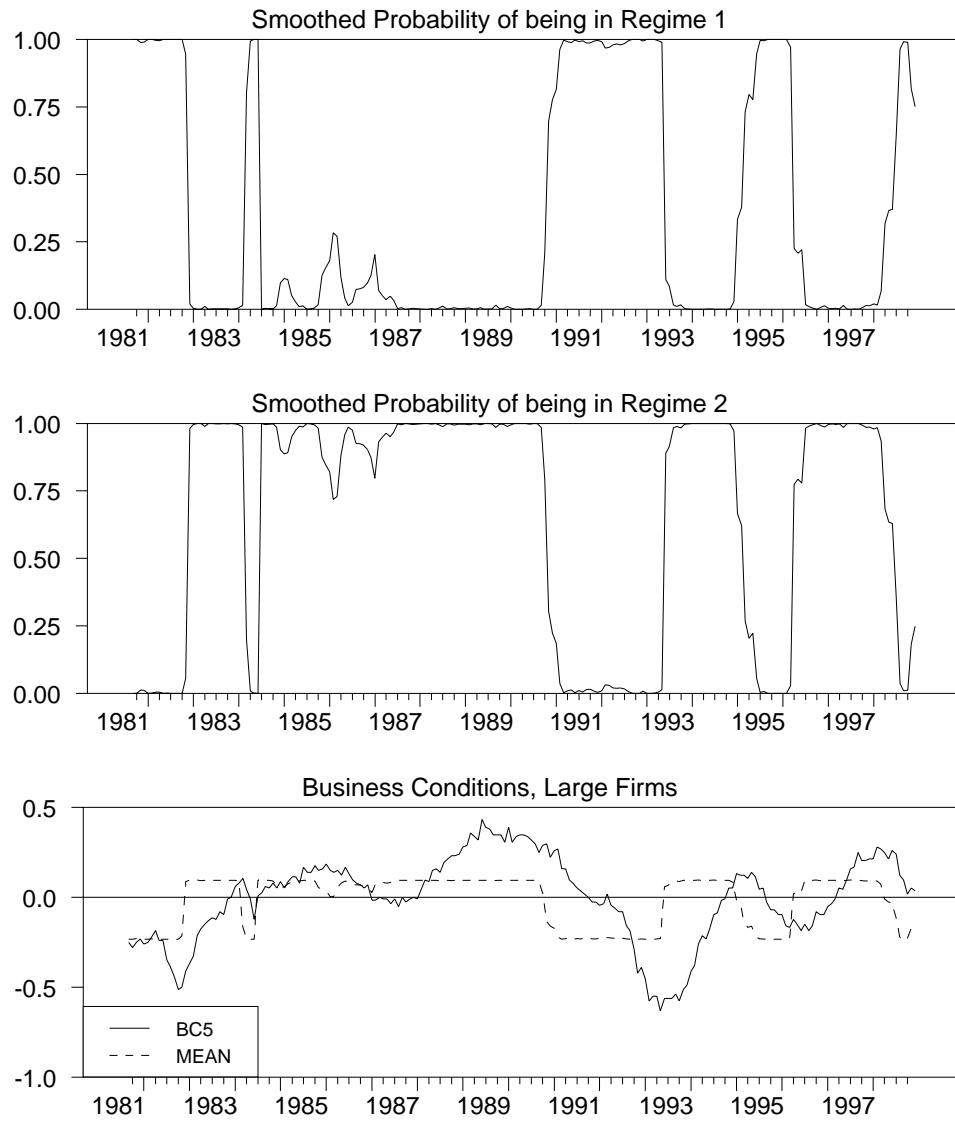 Smoothed Probability of being in Regime 1
1.00
0.75
0.50
0.25
0.00
1981 1983 1985 1987 1989 1991 1993 1995 1997
Smoothed Probability of being in Regime 2
1.00
0.75
0.50
0.25
0.00
1981 1983 1985 1987 1989 1991 1993 1995 1997
Business Conditions, Large Firms
0.5
0.0
-0.5
-1.0
BC5
MEAN
1981 1983 1985 1987 1989 1991 1993 1995 1997